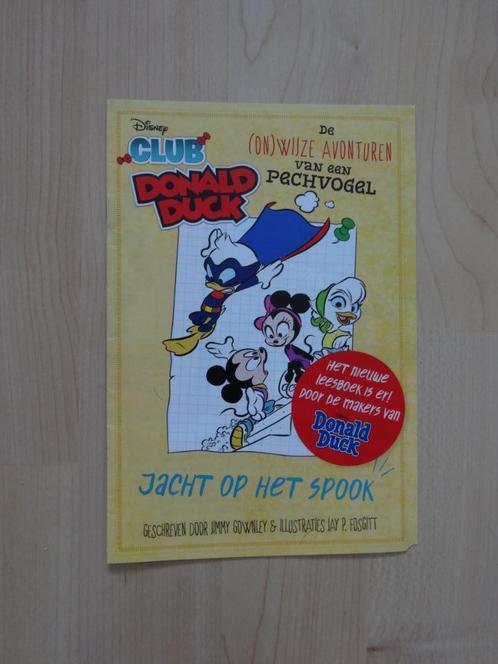 Disney
CLUB
DONALD
DUCK
De
(ON)WIJZE AVONTUREN
VAN EEN
PECHVOGEL
Het nieuwe
leesboek is er!
Door de makers van
Donald
Duck
JACHT OP HET SPOOK
GESCHREVEN DOOR JIMMY GOWNLEY & ILLUSTRATIES JAY P. FOSGITT